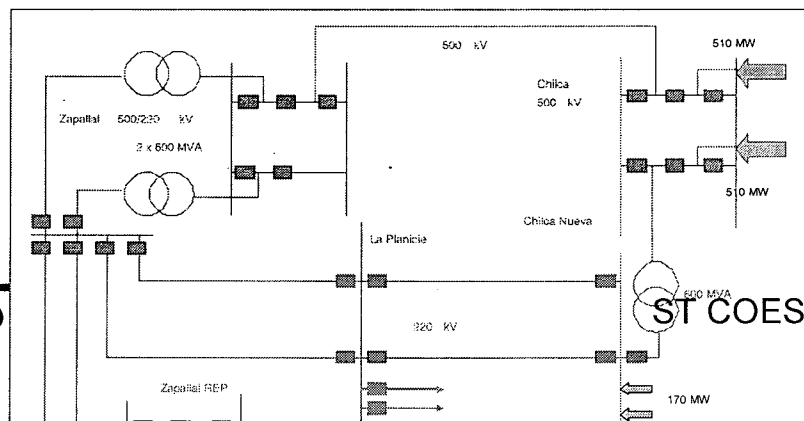 500 kV
510 MW
Chilca
500 kV
Zapallal 500/220 kV
2 x 600 MVA
510 MW
Chilca Nueva
La Planicie
600 MVA
ST COES
220 kV
Zapallal REP
170 MW